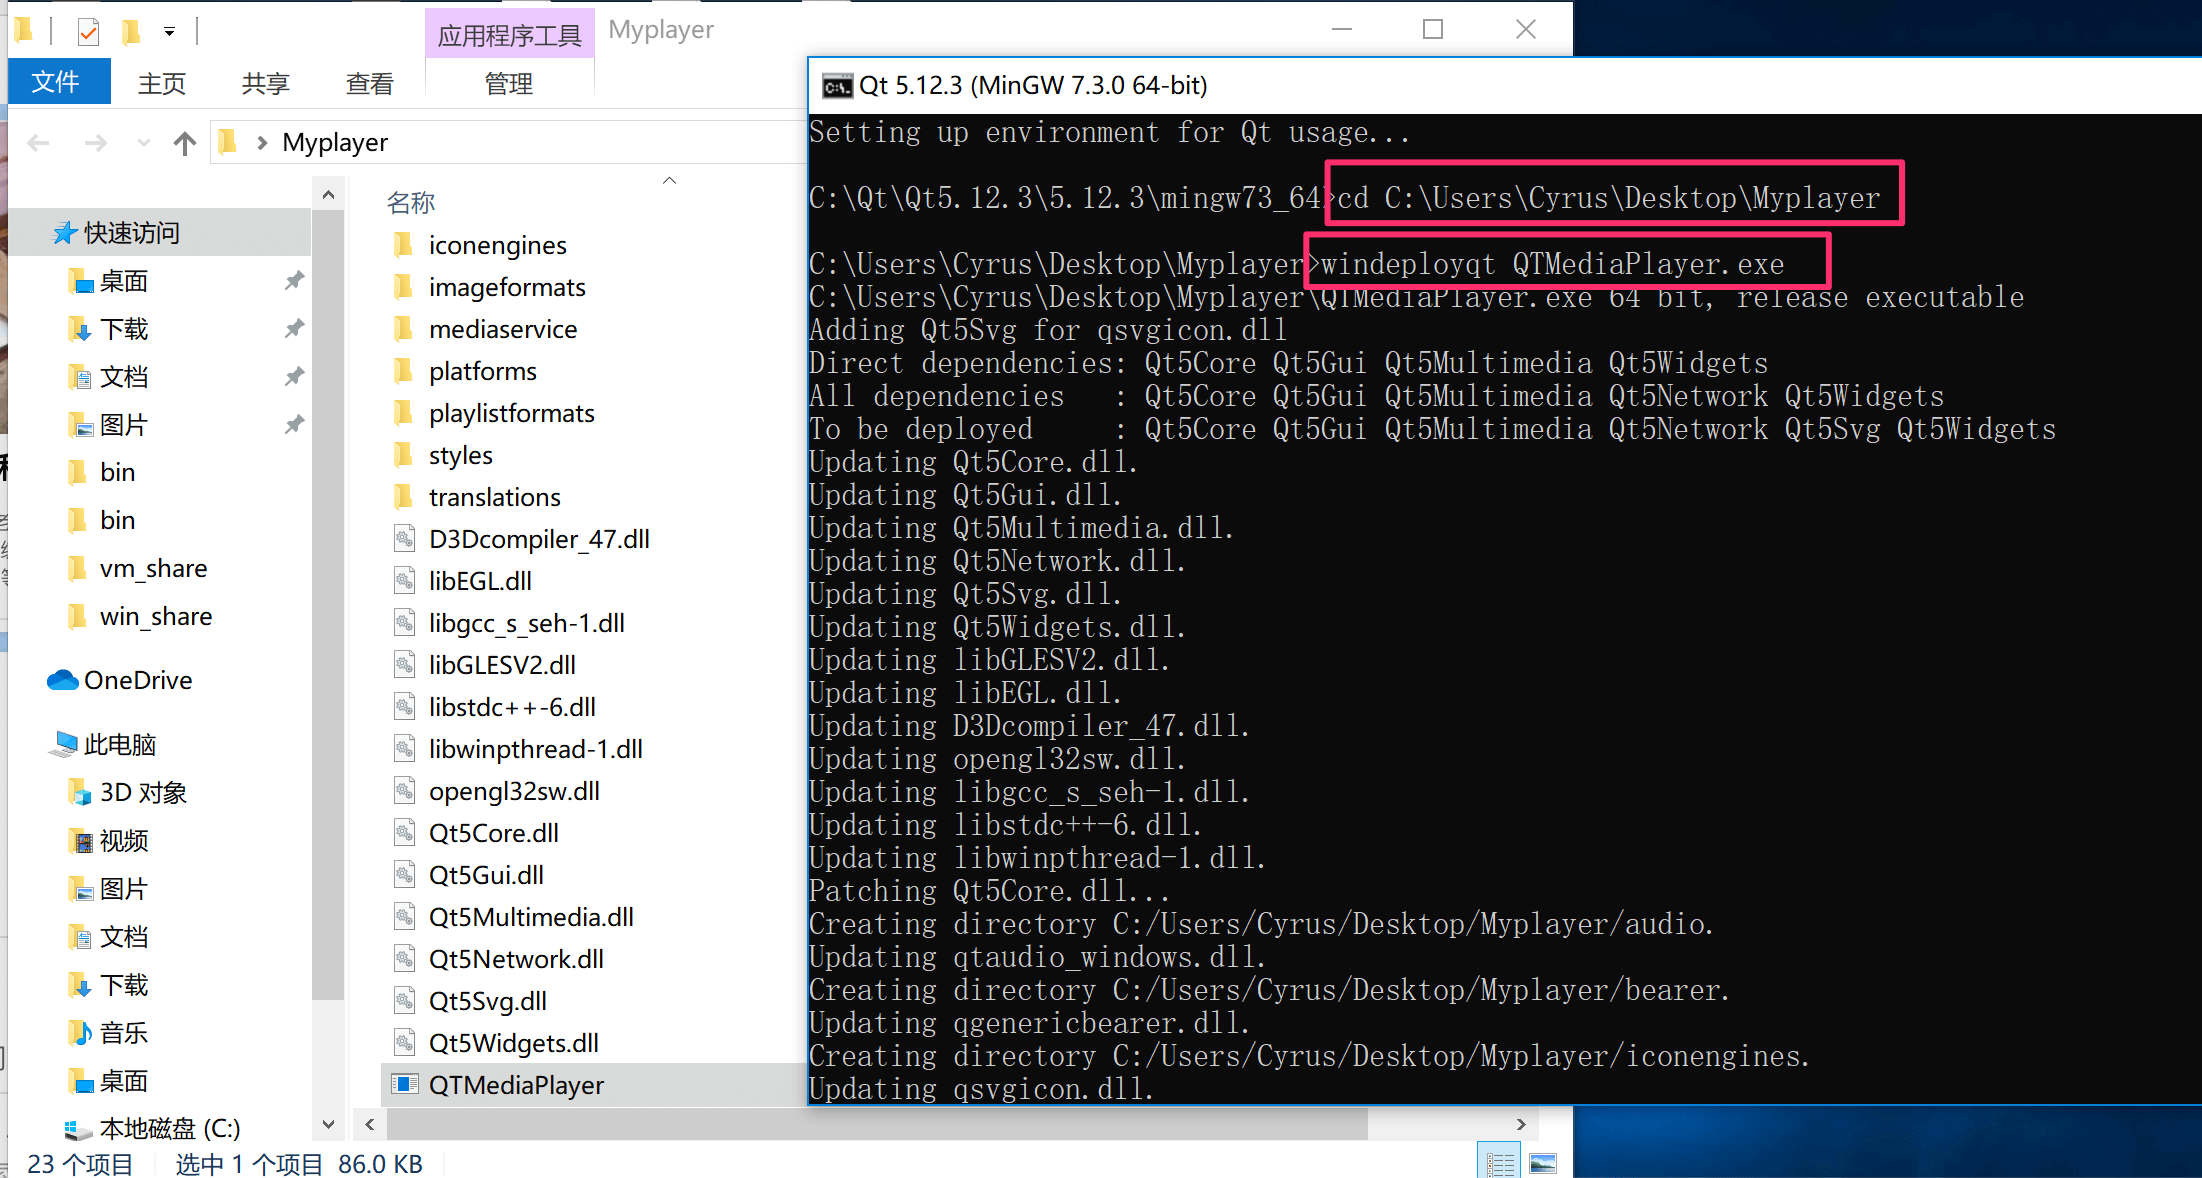 应用程序工具
Myplayer
文件
主页
共享
查看
管理
Myplayer
名称
快速访问
桌面
下载
文档
图片
bin
bin
vm_share
win_share
OneDrive
此电脑
3D 对象
视频
图片
文档
下载
音乐
桌面
本地磁盘 (C:)
iconengines
imageformats
mediaservice
platforms
playlistformats
styles
translations
D3Dcompiler_47.dll
libEGL.dll
libgcc_s_seh-1.dll
libGLESV2.dll
libstdc++-6.dll
libwinpthread-1.dll
opengl32sw.dll
Qt5Core.dll
Qt5Gui.dll
Qt5Multimedia.dll
Qt5Network.dll
Qt5Svg.dll
Qt5Widgets.dll
QTMediaPlayer
23 个项目
选中 1 个项目 86.0 KB
Qt 5.12.3 (MinGW 7.3.0 64-bit)
Setting up environment for Qt usage...
C:\Qt\Qt5.12.3\5.12.3\mingw73_64>cd C:\Users\Cyrus\Desktop\Myplayer
C:\Users\Cyrus\Desktop\Myplayer>windeployqt QTMediaPlayer.exe
C:\Users\Cyrus\Desktop\Myplayer\QTMediaPlayer.exe 64 bit, release executable
Adding Qt5Svg for qsvgicon.dll
Direct dependencies: Qt5Core Qt5Gui Qt5Multimedia Qt5Widgets
All dependencies   : Qt5Core Qt5Gui Qt5Multimedia Qt5Network Qt5Widgets
To be deployed     : Qt5Core Qt5Gui Qt5Multimedia Qt5Network Qt5Svg Qt5Widgets
Updating Qt5Core.dll.
Updating Qt5Gui.dll.
Updating Qt5Multimedia.dll.
Updating Qt5Network.dll.
Updating Qt5Svg.dll.
Updating Qt5Widgets.dll.
Updating libGLESV2.dll.
Updating libEGL.dll.
Updating D3Dcompiler_47.dll.
Updating opengl32sw.dll.
Updating libgcc_s_seh-1.dll.
Updating libstdc++-6.dll.
Updating libwinpthread-1.dll.
Patching Qt5Core.dll...
Creating directory C:/Users/Cyrus/Desktop/Myplayer/audio.
Updating qtaudio_windows.dll.
Creating directory C:/Users/Cyrus/Desktop/Myplayer/bearer.
Updating qgenericbearer.dll.
Creating directory C:/Users/Cyrus/Desktop/Myplayer/iconengines.
Updating qsvgicon.dll.